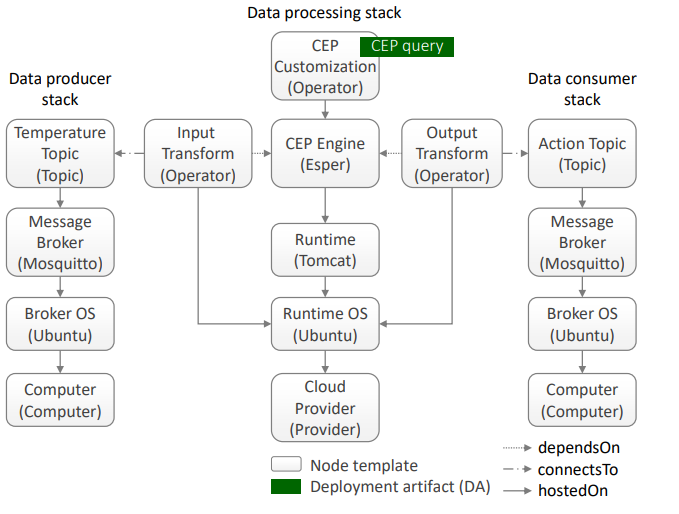 Data processing stack
CEP
Customization
(Operator)
CEP query
Data producer
stack
Data consumer
stack
Temperature
Topic
(Topic)
Input
Transform
(Operator)
CEP Engine
(Esper)
Output
Transform
(Operator)
Action Topic
(Topic)
Message
Broker
(Mosquitto)
Runtime
(Tomcat)
Message
Broker
(Mosquitto)
Broker OS
(Ubuntu)
Runtime OS
(Ubuntu)
Broker OS
(Ubuntu)
Computer
(Computer)
Cloud
Provider
(Provider)
Computer
(Computer)
Node template
Deployment artifact (DA)
dependsOn
connectsTo
hostedOn